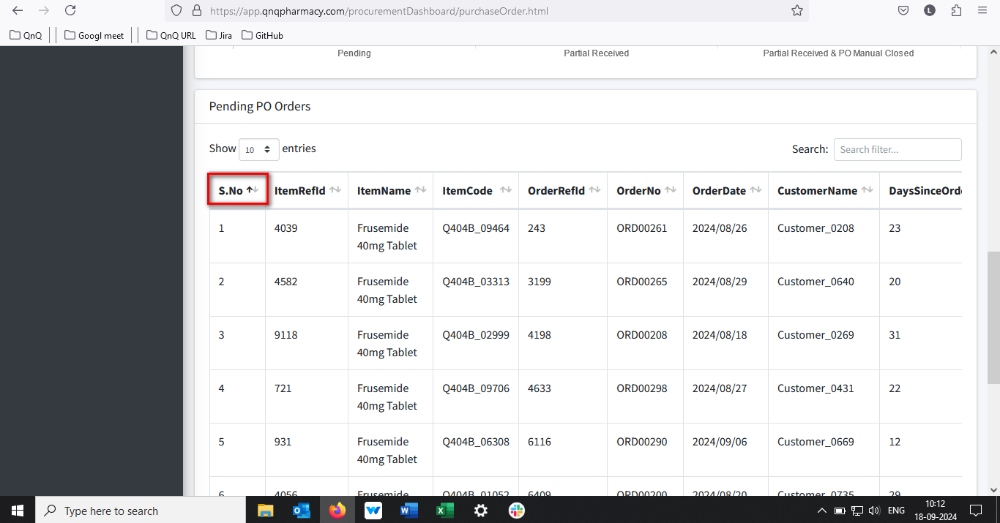 https://app.qnqpharmacy.com/procurementDashboard/purchaseOrder.html
L
QnQ
Googl meet
QnQ URL
Jira
GitHub
Pending
Partial Received
Partial Received & PO Manual Closed
Pending PO Orders
Show 10 entries
Search: Search filter...
S.No ItemRefId ItemName ItemCode OrderRefId OrderNo OrderDate CustomerName DaysSinceOrd
1 4039 Frusemide 40mg Tablet Q404B_09464 243 ORD00261 2024/08/26 Customer_0208 23
2 4582 Frusemide 40mg Tablet Q404B_03313 3199 ORD00265 2024/08/29 Customer_0640 20
3 9118 Frusemide 40mg Tablet Q404B_02999 4198 ORD00208 2024/08/18 Customer_0269 31
4 721 Frusemide 40mg Tablet Q404B_09706 4633 ORD00298 2024/08/27 Customer_0431 22
5 931 Frusemide 40mg Tablet Q404B_06308 6116 ORD00290 2024/09/06 Customer_0669 12
6 4056 Frusemide Q404B_01052 6409 ORD00200 2024/08/20 Customer_0735 29
Type here to search
ENG
10:12
18-09-2024